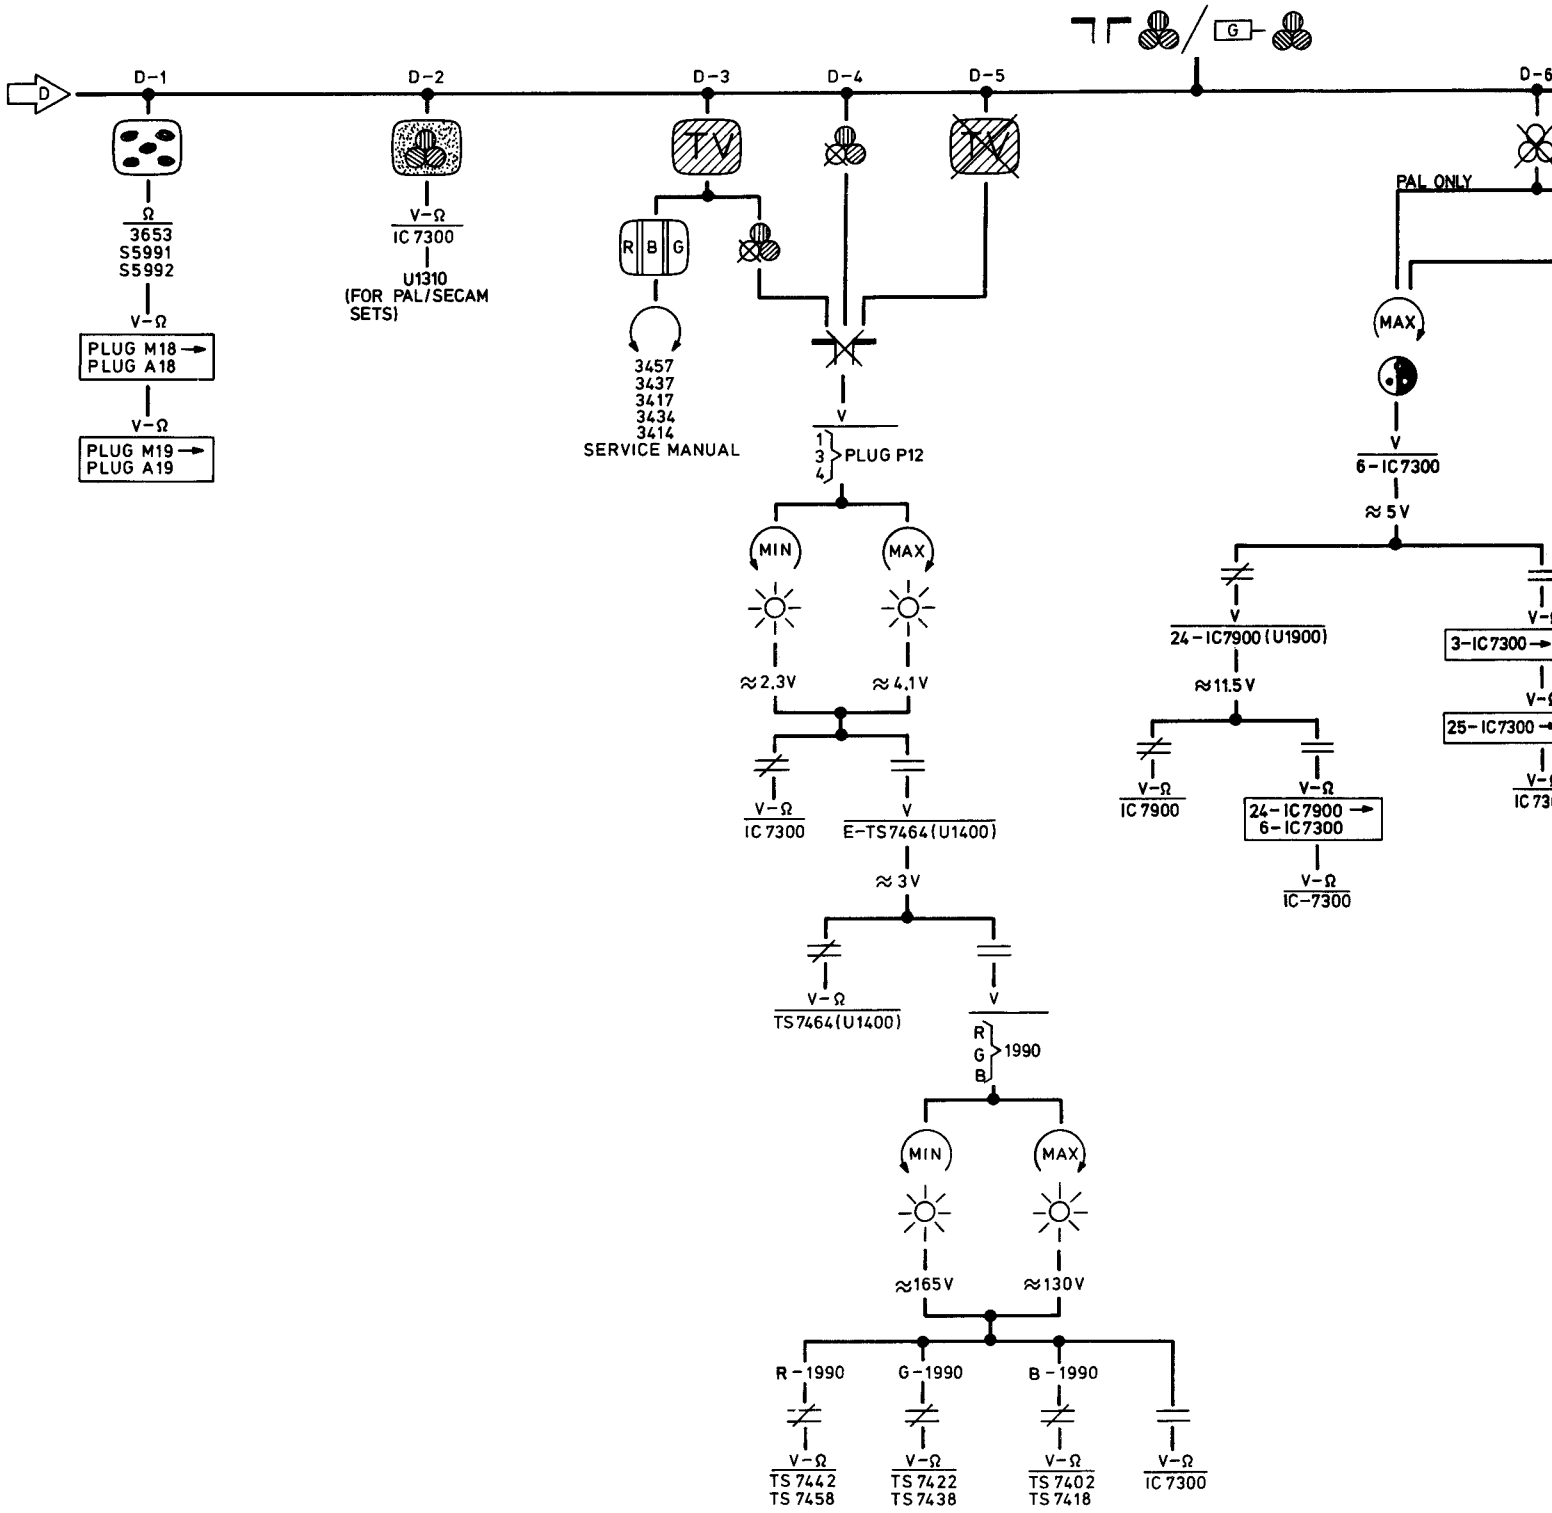 G
D
D-1
D-2
D-3
D-4
D-5
D-6
TV
TV
PAL ONLY
Ω
3653
S5991
S5992
V-Ω
PLUG M18 →
PLUG A18
V-Ω
PLUG M19 →
PLUG A19
V-Ω
IC 7300
U1310
(FOR PAL/SECAM
SETS)
R B G
3457
3437
3417
3434
3414
SERVICE MANUAL
V
1
3
4
PLUG P12
MIN
MAX
≈2,3V
≈4,1V
V-Ω
IC 7300
V
E-TS7464(U1400)
≈3V
V-Ω
TS7464(U1400)
V
R
G
B
1990
MIN
MAX
≈165V
≈130V
R-1990
G-1990
B-1990
V-Ω
TS 7442
TS 7458
V-Ω
TS 7422
TS 7438
V-Ω
TS 7402
TS 7418
V-Ω
IC 7300
MAX
V
6-IC7300
≈5V
V
24-IC7900(U1900)
≈11.5V
V-Ω
IC 7900
V-Ω
24-IC7900 →
6-IC7300
V-Ω
IC-7300
V-Ω
3-IC7300 →
V-Ω
25-IC7300
V-Ω